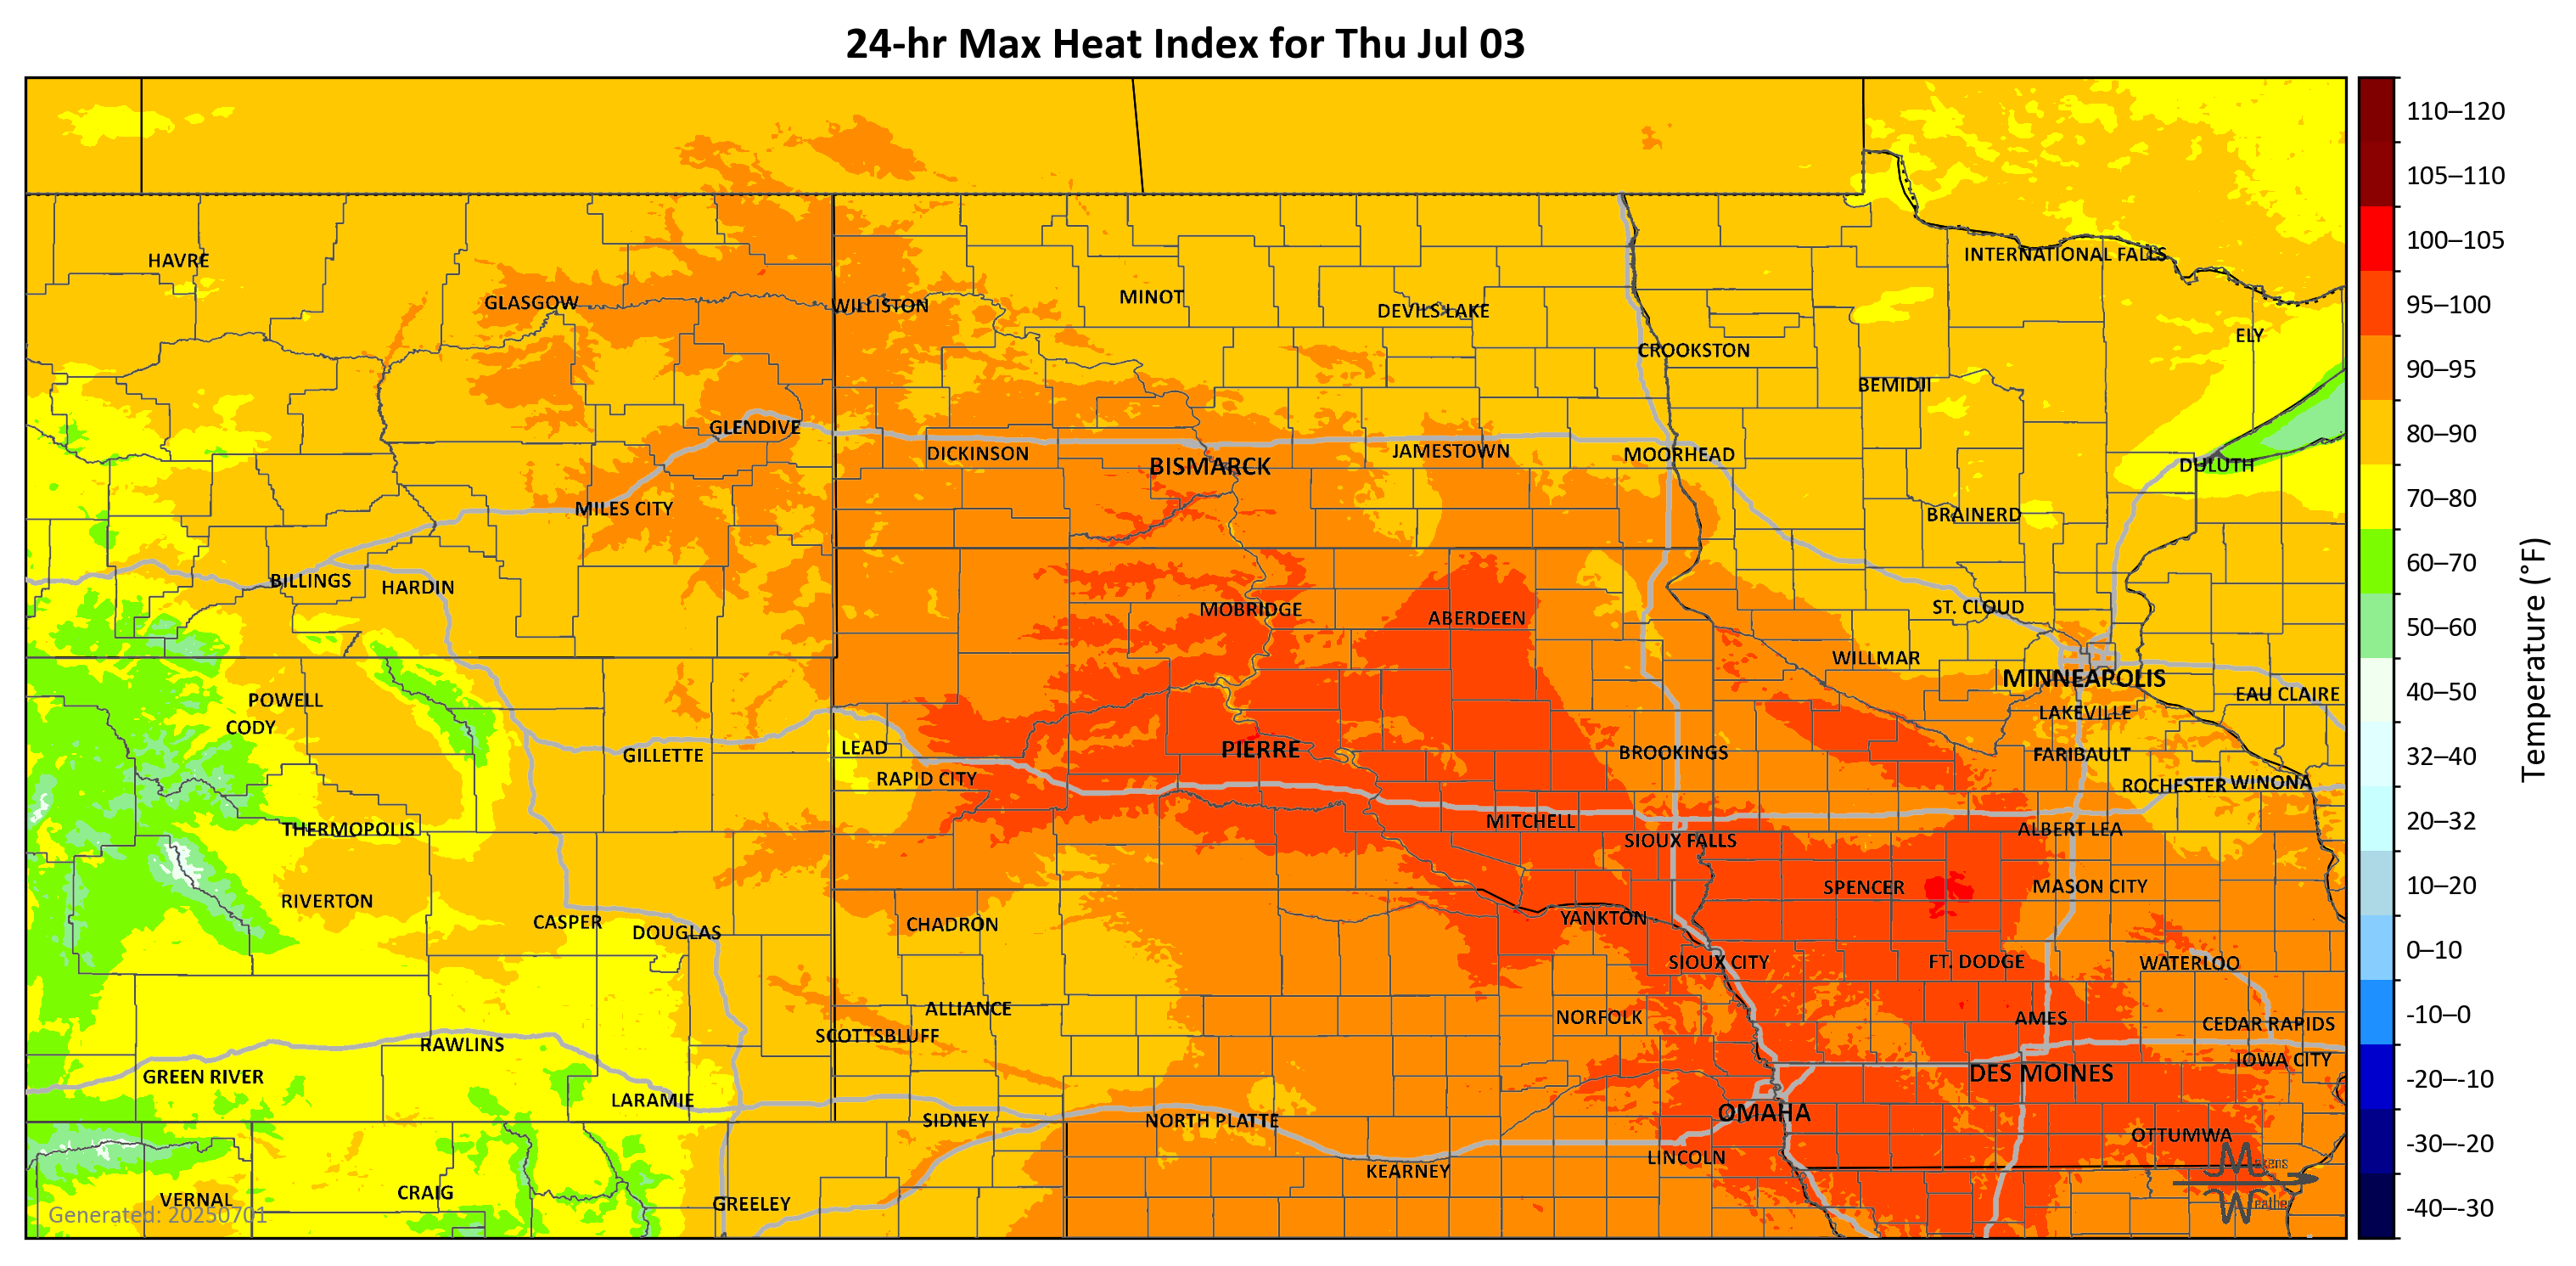 24-hr Max Heat Index for Thu Jul 03
110–120
105–110
HAVRE
INTERNATIONAL FALLS
100–105
GLASGOW
WILLISTON
MINOT
DEVILS LAKE
95–100
ELY
CROOKSTON
BEMIDJI
90–95
GLENDIVE
DICKINSON
BISMARCK
JAMESTOWN
MOORHEAD
DULUTH
80–90
MILES CITY
BRAINERD
70–80
BILLINGS
HARDIN
60–70
MOBRIDGE
ABERDEEN
ST. CLOUD
50–60
WILLMAR
MINNEAPOLIS
EAU CLAIRE
40–50
POWELL
CODY
LAKEVILLE
GILLETTE
LEAD
PIERRE
BROOKINGS
FARIBAULT
32–40
RAPID CITY
ROCHESTER
WINONA
Temperature (°F)
THERMOPOLIS
MITCHELL
SIOUX FALLS
ALBERT LEA
20–32
RIVERTON
SPENCER
MASON CITY
10–20
CASPER
DOUGLAS
CHADRON
YANKTON
SIOUX CITY
FT. DODGE
WATERLOO
0–10
ALLIANCE
SCOTTSBLUFF
NORFOLK
AMES
CEDAR RAPIDS
-10–0
RAWLINS
IOWA CITY
GREEN RIVER
DES MOINES
-20–-10
LARAMIE
SIDNEY
NORTH PLATTE
OMAHA
OTTUMWA
-30–-20
KEARNEY
LINCOLN
VERNAL
CRAIG
GREELEY
-40–-30
Generated: 20250701